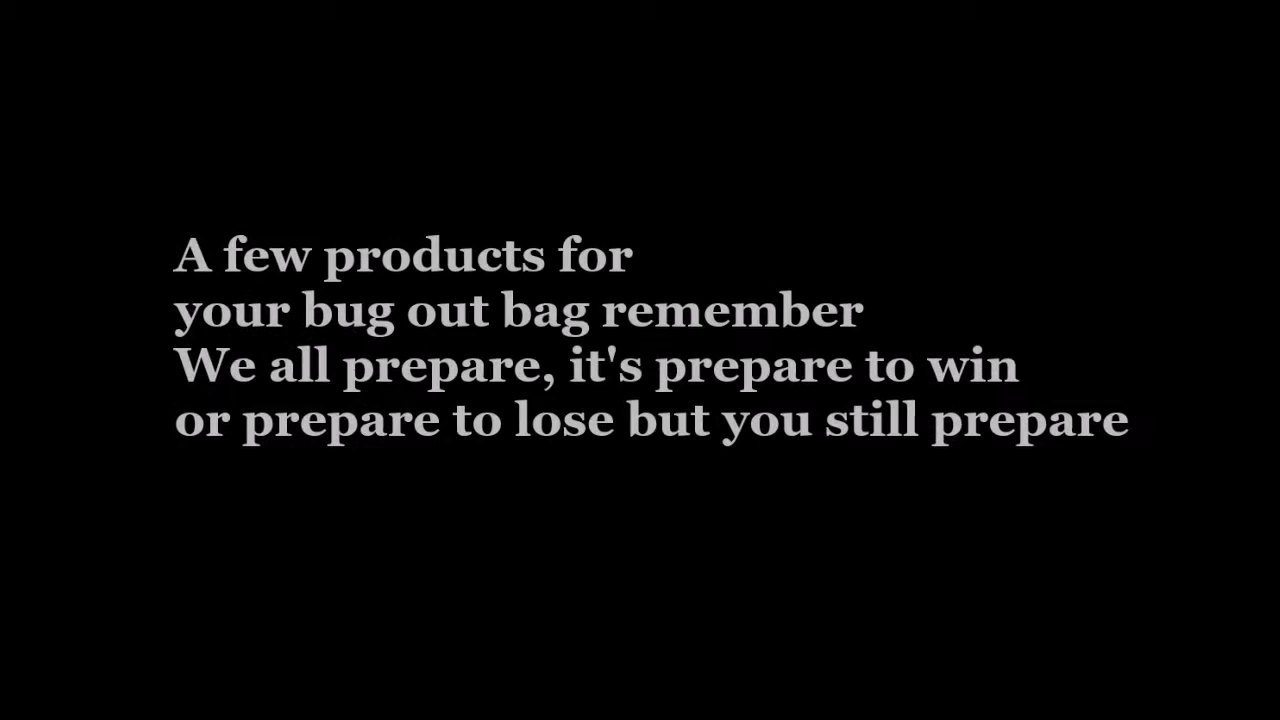 A few products for
your bug out bag remember
We all prepare, it's prepare to win
or prepare to lose but you still prepare